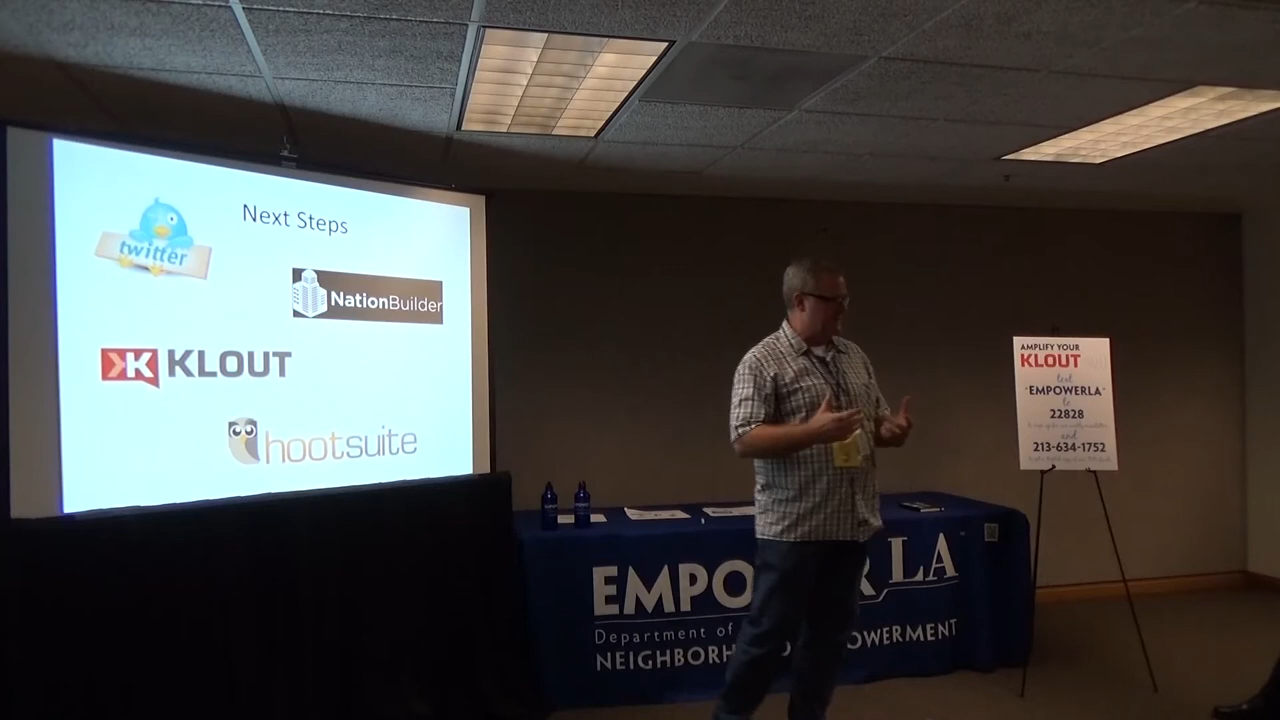 Next Steps
twitter
NationBuilder
KLOUT
hootsuite
AMPLIFY YOUR
KLOUT
text
"EMPOWERLA"
to
22828
and
213-634-1752
EMPO ER LA
Department of
NEIGHBORH O OWERMENT